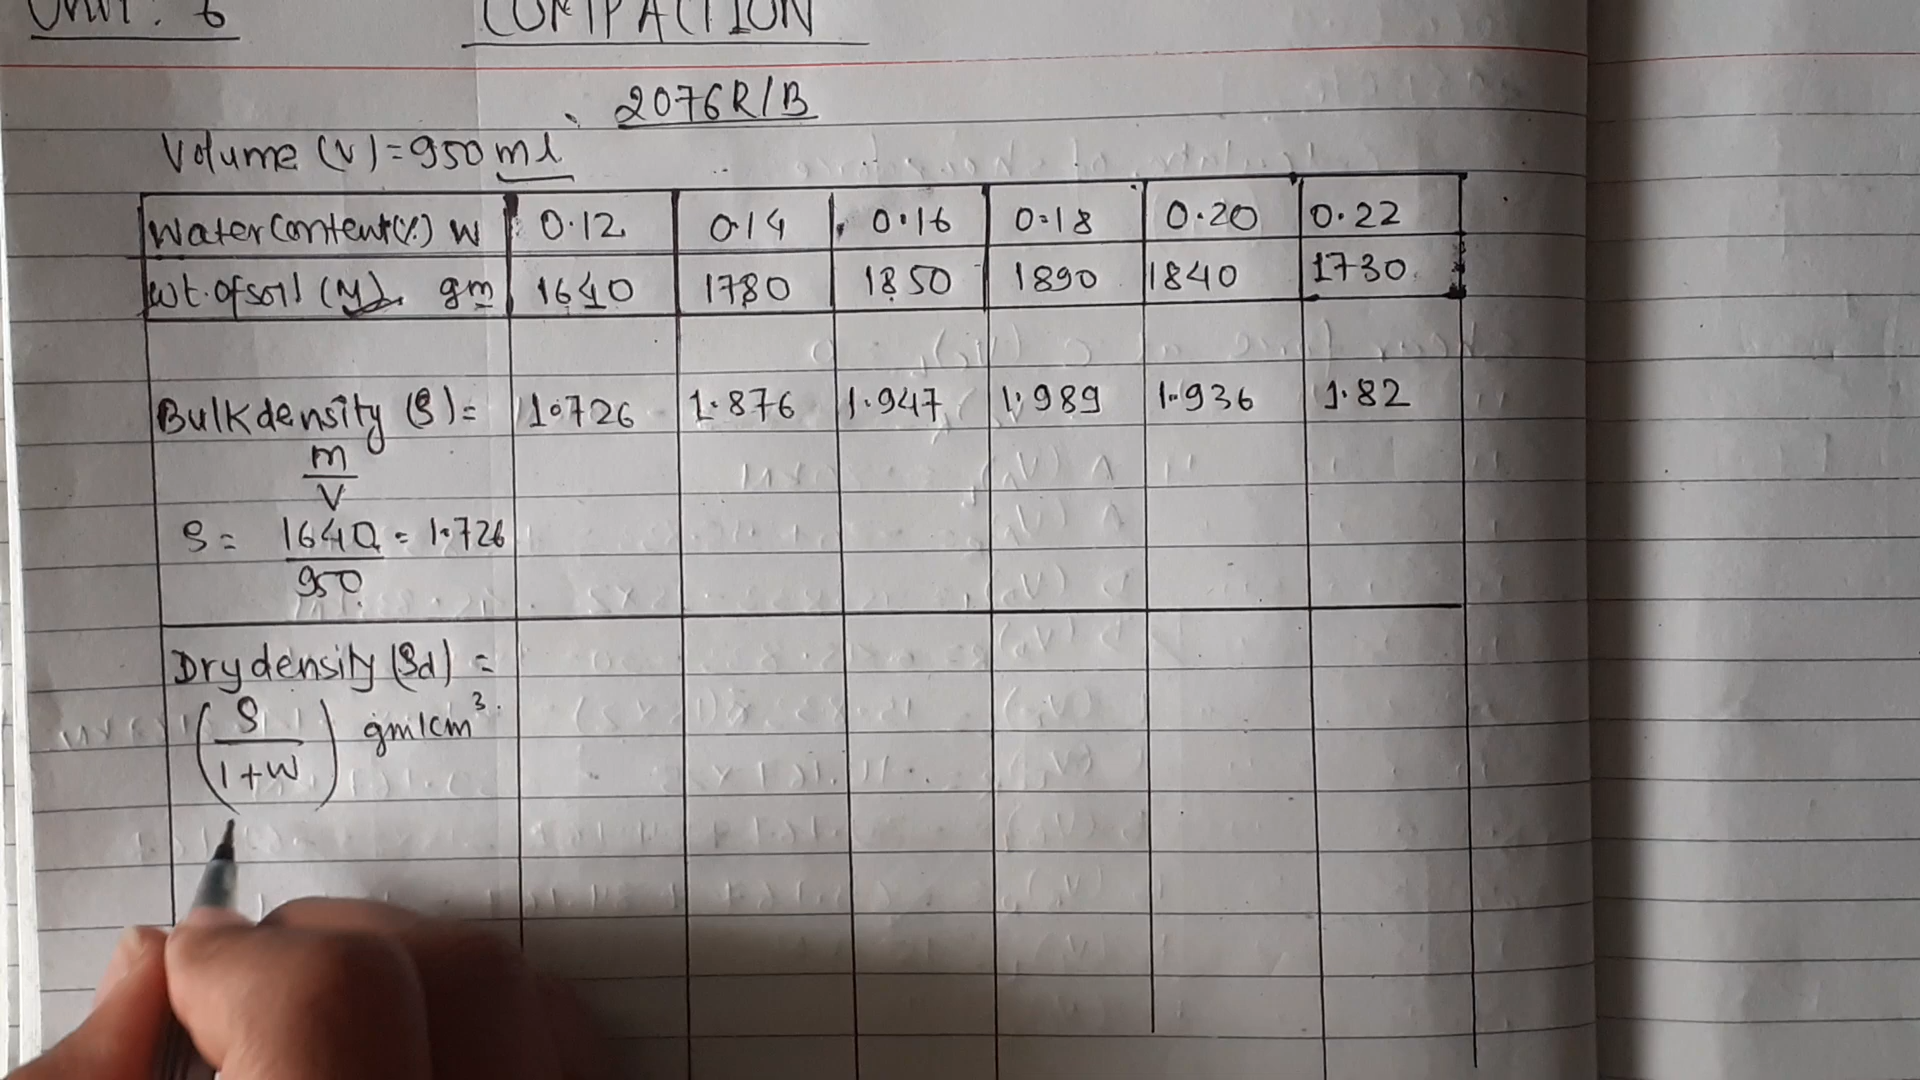 Unit : 6 COMPACTION
2076R/B
Volume (V)=950 ml
Water Content(%) W 0.12 0.14 0.16 0.18 0.20 0.22
Wt. of soil (M) gm 1640 1780 1850 1890 1840 1730
Bulk density (ρ)= 1.726 1.876 1.947 1.989 1.936 1.82
m
V
ρ = 1640 = 1.726
950
Dry density (ρd) =
(ρ/1+W) gm/cm³.